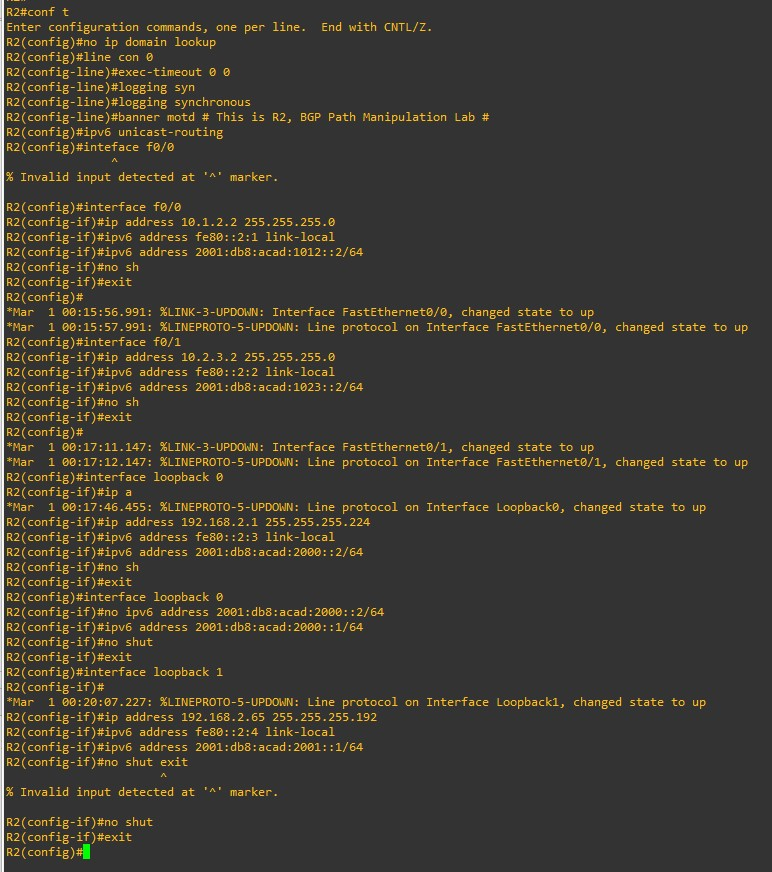 R2#conf t
Enter configuration commands, one per line.  End with CNTL/Z.
R2(config)#no ip domain lookup
R2(config)#line con 0
R2(config-line)#exec-timeout 0 0
R2(config-line)#logging syn
R2(config-line)#logging synchronous
R2(config-line)#banner motd # This is R2, BGP Path Manipulation Lab #
R2(config)#ipv6 unicast-routing
R2(config)#inteface f0/0
^
% Invalid input detected at '^' marker.
R2(config)#interface f0/0
R2(config-if)#ip address 10.1.2.2 255.255.255.0
R2(config-if)#ipv6 address fe80::2:1 link-local
R2(config-if)#ipv6 address 2001:db8:acad:1012::2/64
R2(config-if)#no sh
R2(config-if)#exit
R2(config)#
*Mar  1 00:15:56.991: %LINK-3-UPDOWN: Interface FastEthernet0/0, changed state to up
*Mar  1 00:15:57.991: %LINEPROTO-5-UPDOWN: Line protocol on Interface FastEthernet0/0, changed state to up
R2(config)#interface f0/1
R2(config-if)#ip address 10.2.3.2 255.255.255.0
R2(config-if)#ipv6 address fe80::2:2 link-local
R2(config-if)#ipv6 address 2001:db8:acad:1023::2/64
R2(config-if)#no sh
R2(config-if)#exit
R2(config)#
*Mar  1 00:17:11.147: %LINK-3-UPDOWN: Interface FastEthernet0/1, changed state to up
*Mar  1 00:17:12.147: %LINEPROTO-5-UPDOWN: Line protocol on Interface FastEthernet0/1, changed state to up
R2(config)#interface loopback 0
R2(config-if)#ip a
*Mar  1 00:17:46.455: %LINEPROTO-5-UPDOWN: Line protocol on Interface Loopback0, changed state to up
R2(config-if)#ip address 192.168.2.1 255.255.255.224
R2(config-if)#ipv6 address fe80::2:3 link-local
R2(config-if)#ipv6 address 2001:db8:acad:2000::2/64
R2(config-if)#no sh
R2(config-if)#exit
R2(config)#interface loopback 0
R2(config-if)#no ipv6 address 2001:db8:acad:2000::2/64
R2(config-if)#ipv6 address 2001:db8:acad:2000::1/64
R2(config-if)#no shut
R2(config-if)#exit
R2(config)#interface loopback 1
R2(config-if)#
*Mar  1 00:20:07.227: %LINEPROTO-5-UPDOWN: Line protocol on Interface Loopback1, changed state to up
R2(config-if)#ip address 192.168.2.65 255.255.255.192
R2(config-if)#ipv6 address fe80::2:4 link-local
R2(config-if)#ipv6 address 2001:db8:acad:2001::1/64
R2(config-if)#no shut exit
^
% Invalid input detected at '^' marker.
R2(config-if)#no shut
R2(config-if)#exit
R2(config)#